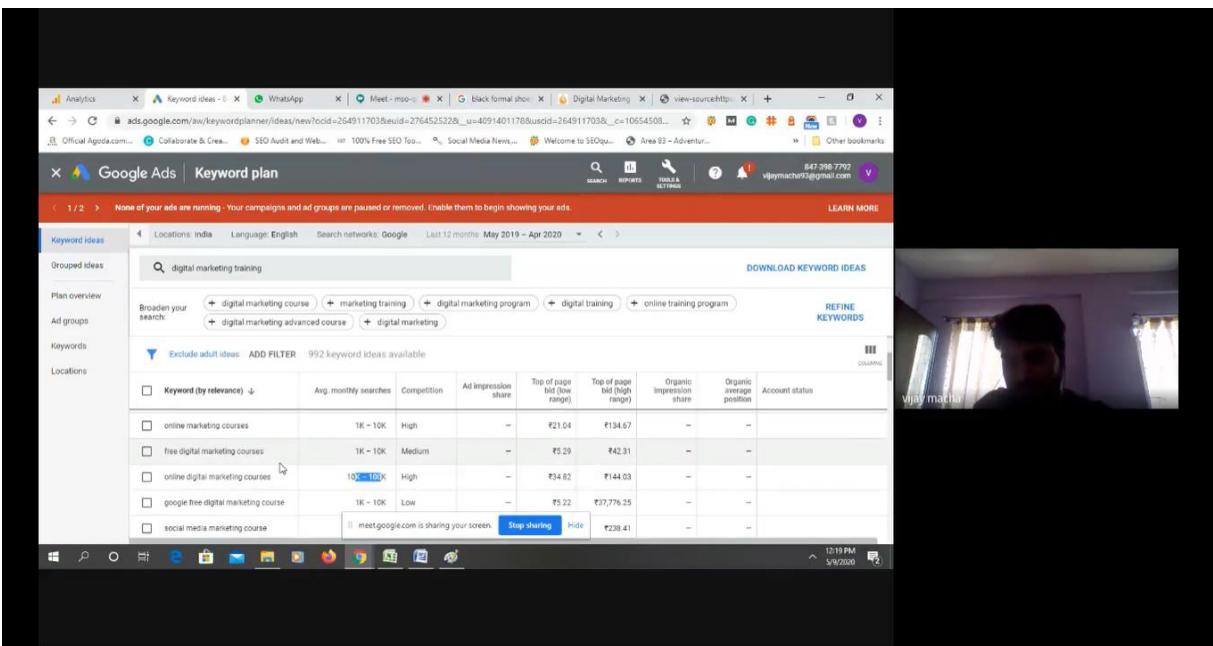 Analytics
Keyword ideas - G
WhatsApp
Meet - mso-
black formal shoe
Digital Marketing
view-source:https:
ads.google.com/aw/keywordplanner/ideas/new?ocid=264911703&euid=276452522&__u=4091401178&uscid=264911703&__c=10654508...
Official Agoda.com:...
Collaborate & Crea...
SEO Audit and Web...
100% Free SEO Too...
Social Media News,...
Welcome to SEOqu...
Area 83 – Adventur...
» Other bookmarks
× Google Ads | Keyword plan
SEARCH
REPORTS
TOOLS & SETTINGS
847-398-7792
vijaymacha93@gmail.com
V
1/2 None of your ads are running - Your campaigns and ad groups are paused or removed. Enable them to begin showing your ads. LEARN MORE
Keyword ideas
Grouped ideas
Plan overview
Ad groups
Keywords
Locations
Locations: India Language: English Search networks: Google Last 12 months May 2019 – Apr 2020
digital marketing training
DOWNLOAD KEYWORD IDEAS
Broaden your search:
+ digital marketing course + marketing training + digital marketing program + digital training + online training program
+ digital marketing advanced course + digital marketing
REFINE KEYWORDS
Exclude adult ideas ADD FILTER 992 keyword ideas available
COLUMNS
Keyword (by relevance) ↓ Avg. monthly searches Competition Ad impression share Top of page bid (low range) Top of page bid (high range) Organic impression share Organic average position Account status
online marketing courses 1K – 10K High – ₹21.04 ₹134.67 – –
free digital marketing courses 1K – 10K Medium – ₹5.29 ₹42.31 – –
online digital marketing courses 10K – 100K High – ₹34.82 ₹144.03 – –
google free digital marketing course 1K – 10K Low – ₹5.22 ₹37,776.25 – –
social media marketing course ₹238.41 – –
meet.google.com is sharing your screen. Stop sharing Hide
12:19 PM
5/9/2020
vijay macha